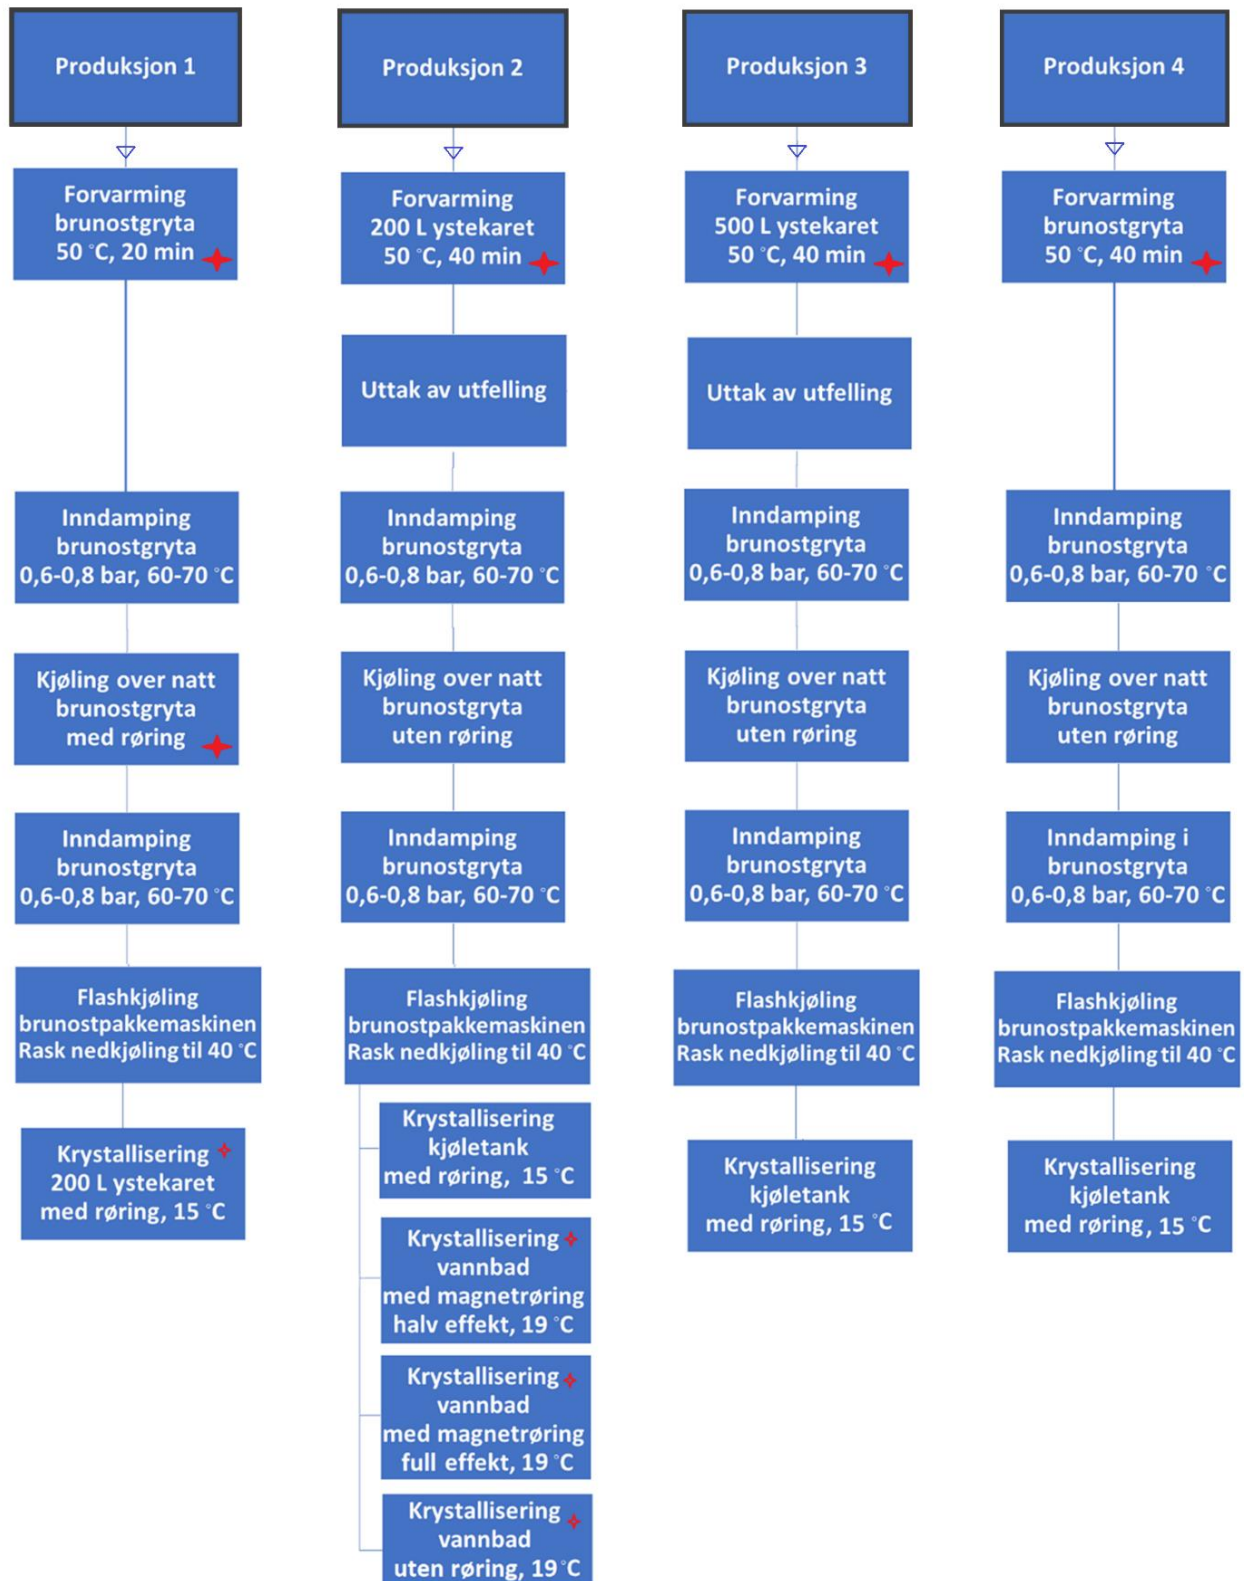 Produksjon 1
Forvarming
brunostgryta
50 °C, 20 min
Inndamping
brunostgryta
0,6-0,8 bar, 60-70 °C
Kjøling over natt
brunostgryta
med røring
Inndamping
brunostgryta
0,6-0,8 bar, 60-70 °C
Flashkjøling
brunostpakkemaskinen
Rask nedkjøling til 40 °C
Krystallisering
200 L ystekaret
med røring, 15 °C
Produksjon 2
Forvarming
200 L ystekaret
50 °C, 40 min
Uttak av utfelling
Inndamping
brunostgryta
0,6-0,8 bar, 60-70 °C
Kjøling over natt
brunostgryta
uten røring
Inndamping
brunostgryta
0,6-0,8 bar, 60-70 °C
Flashkjøling
brunostpakkemaskinen
Rask nedkjøling til 40 °C
Krystallisering
kjøletank
med røring, 15 °C
Krystallisering
vannbad
med magnetrøring
halv effekt, 19 °C
Krystallisering
vannbad
med magnetrøring
full effekt, 19 °C
Krystallisering
vannbad
uten røring, 19 °C
Produksjon 3
Forvarming
500 L ystekaret
50 °C, 40 min
Uttak av utfelling
Inndamping
brunostgryta
0,6-0,8 bar, 60-70 °C
Kjøling over natt
brunostgryta
uten røring
Inndamping
brunostgryta
0,6-0,8 bar, 60-70 °C
Flashkjøling
brunostpakkemaskinen
Rask nedkjøling til 40 °C
Krystallisering
kjøletank
med røring, 15 °C
Produksjon 4
Forvarming
brunostgryta
50 °C, 40 min
Inndamping
brunostgryta
0,6-0,8 bar, 60-70 °C
Kjøling over natt
brunostgryta
uten røring
Inndamping i
brunostgryta
0,6-0,8 bar, 60-70 °C
Flashkjøling
brunostpakkemaskinen
Rask nedkjøling til 40 °C
Krystallisering
kjøletank
med røring, 15 °C